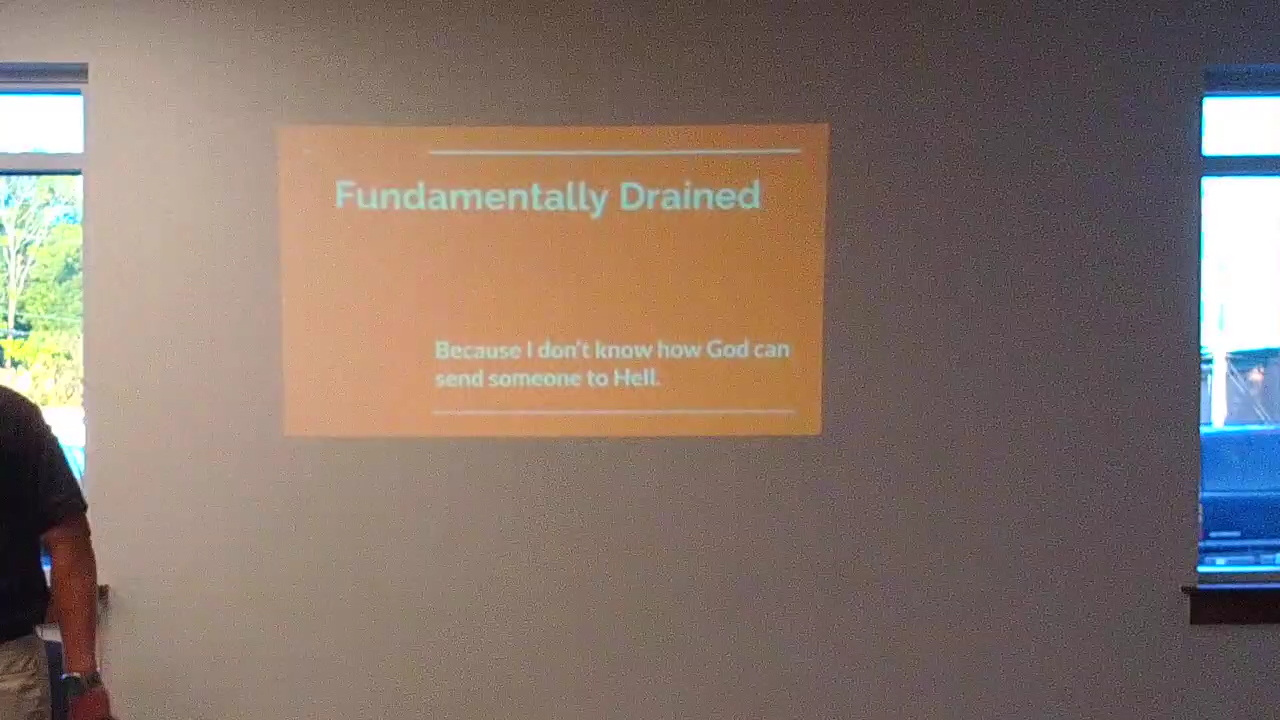 Fundamentally Drained
Because I don't know how God can
send someone to Hell.